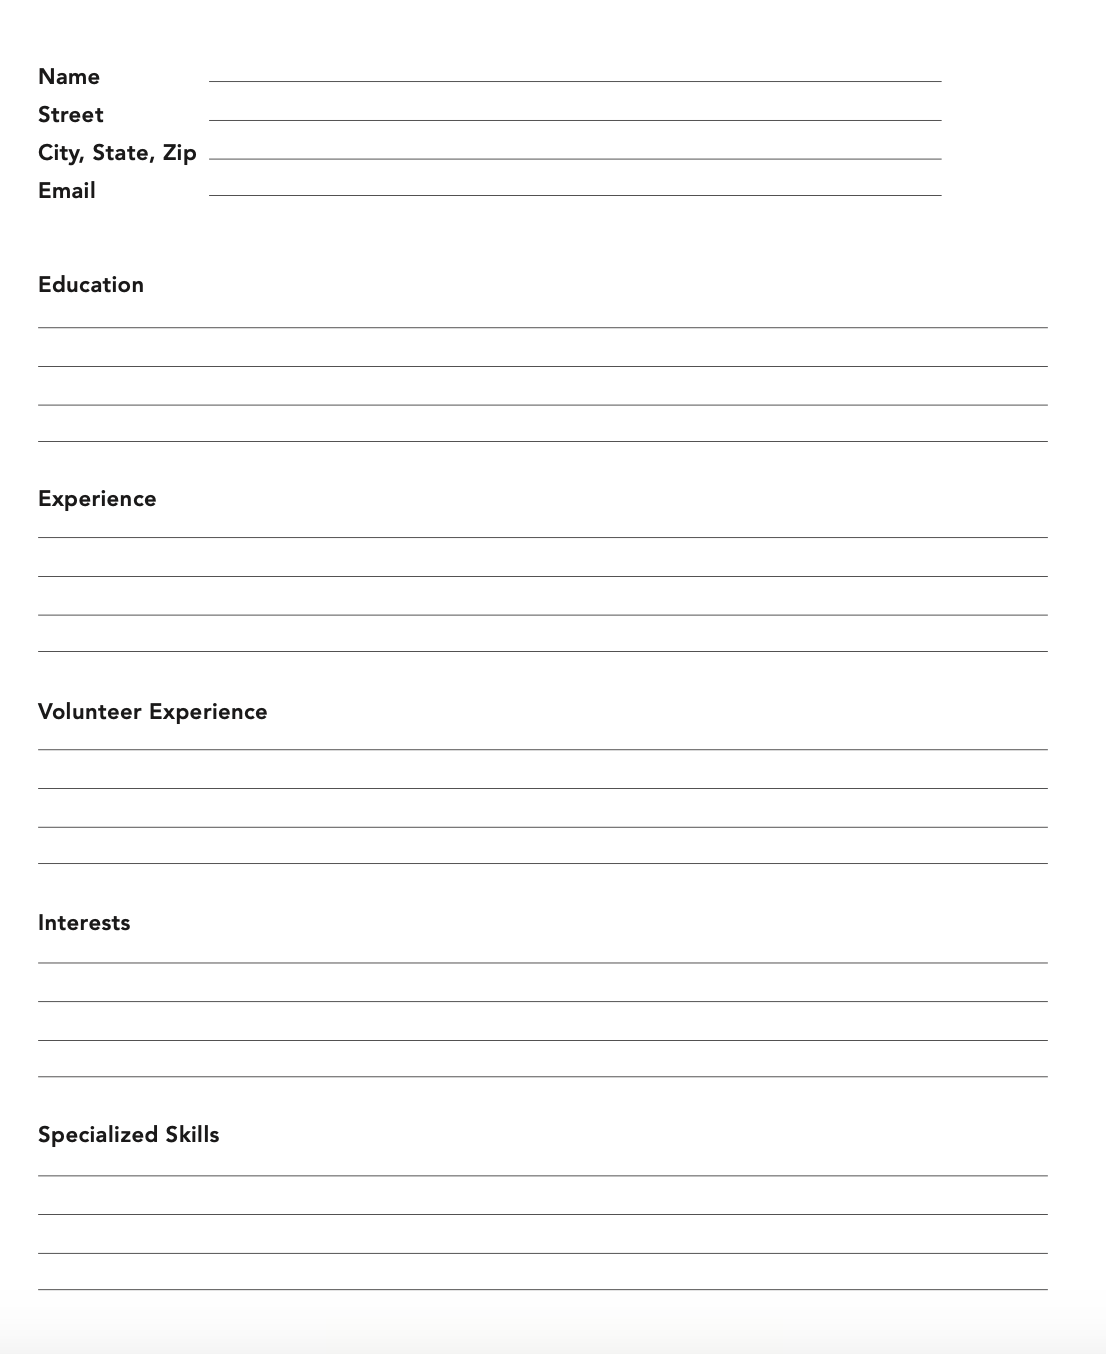 Name
Street
City, State, Zip
Email
Education
Experience
Volunteer Experience
Interests
Specialized Skills